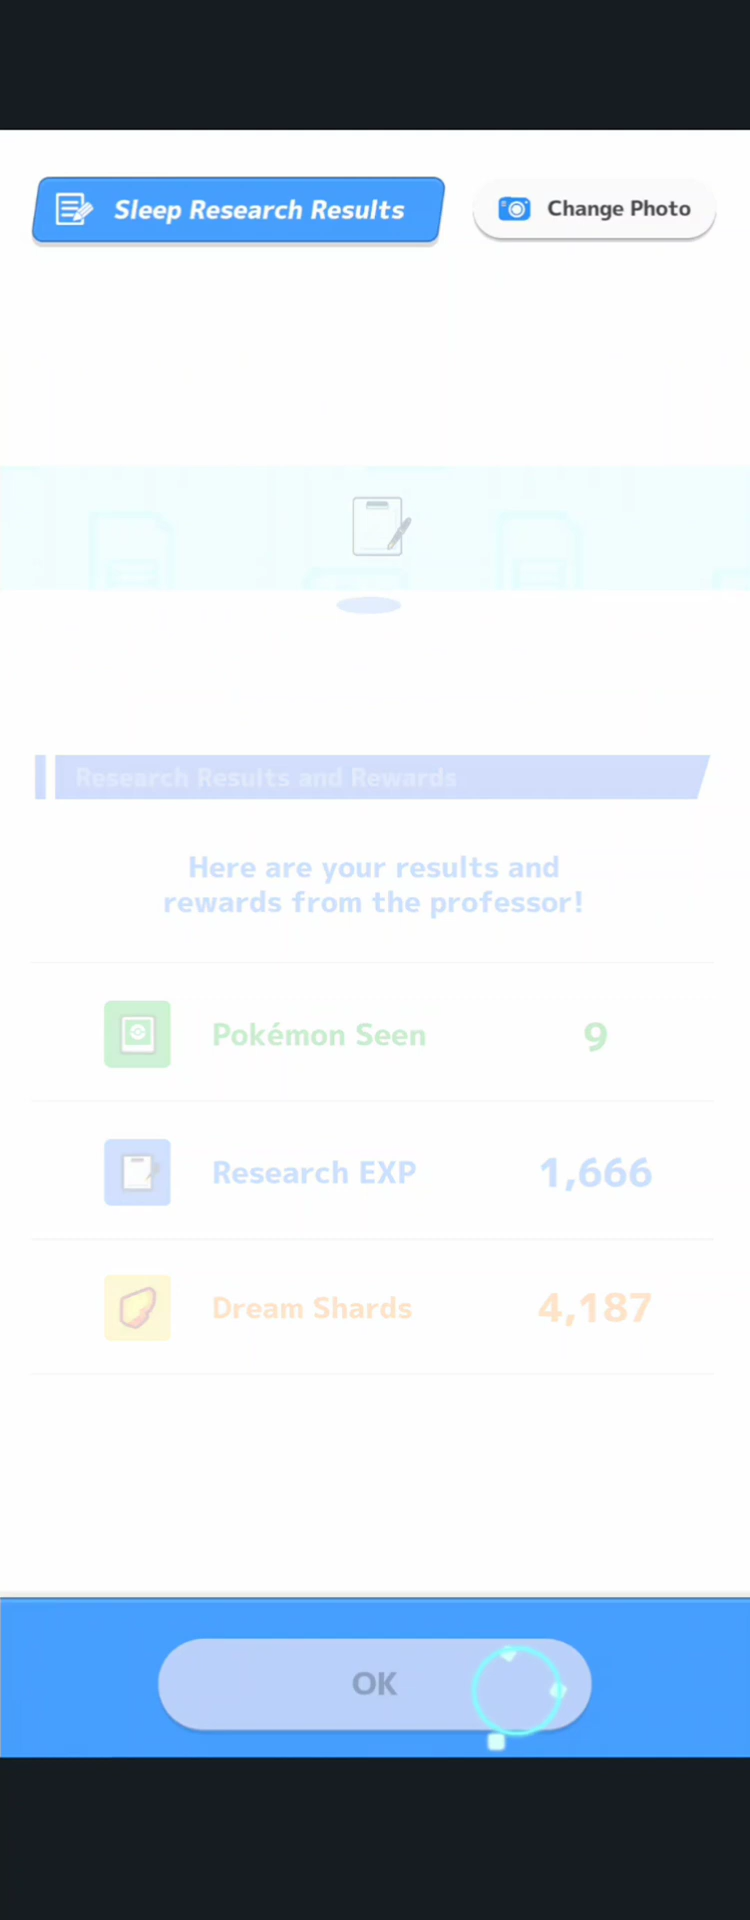 Sleep Research Results
Change Photo
Research Results and Rewards
Here are your results and
rewards from the professor!
Pokémon Seen 9
Research EXP 1,666
Dream Shards 4,187
OK